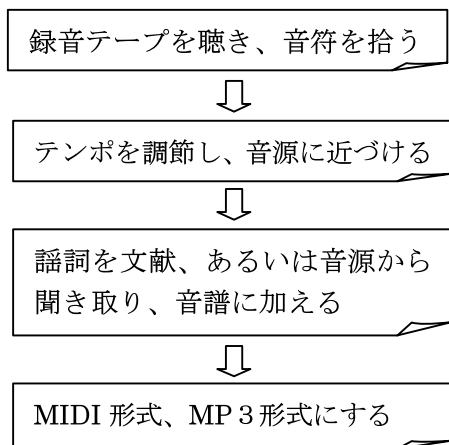 録音テープを聴き、音符を拾う
テンポを調節し、音源に近づける
謡詞を文献、あるいは音源から
聞き取り、音譜に加える
MIDI 形式、MP３形式にする